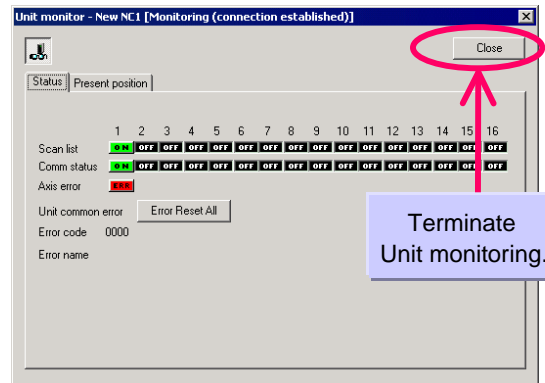 Unit monitor - New NC1 [Monitoring (connection established)]
Close
Status Present position
1 2 3 4 5 6 7 8 9 10 11 12 13 14 15 16
Scan list ON OFF OFF OFF OFF OFF OFF OFF OFF OFF OFF OFF OFF OFF OFF OFF
Comm status ON OFF OFF OFF OFF OFF OFF OFF OFF OFF OFF OFF OFF OFF OFF OFF
Axis error ERR
Unit common error Error Reset All
Error code 0000
Error name
Terminate
Unit monitoring.